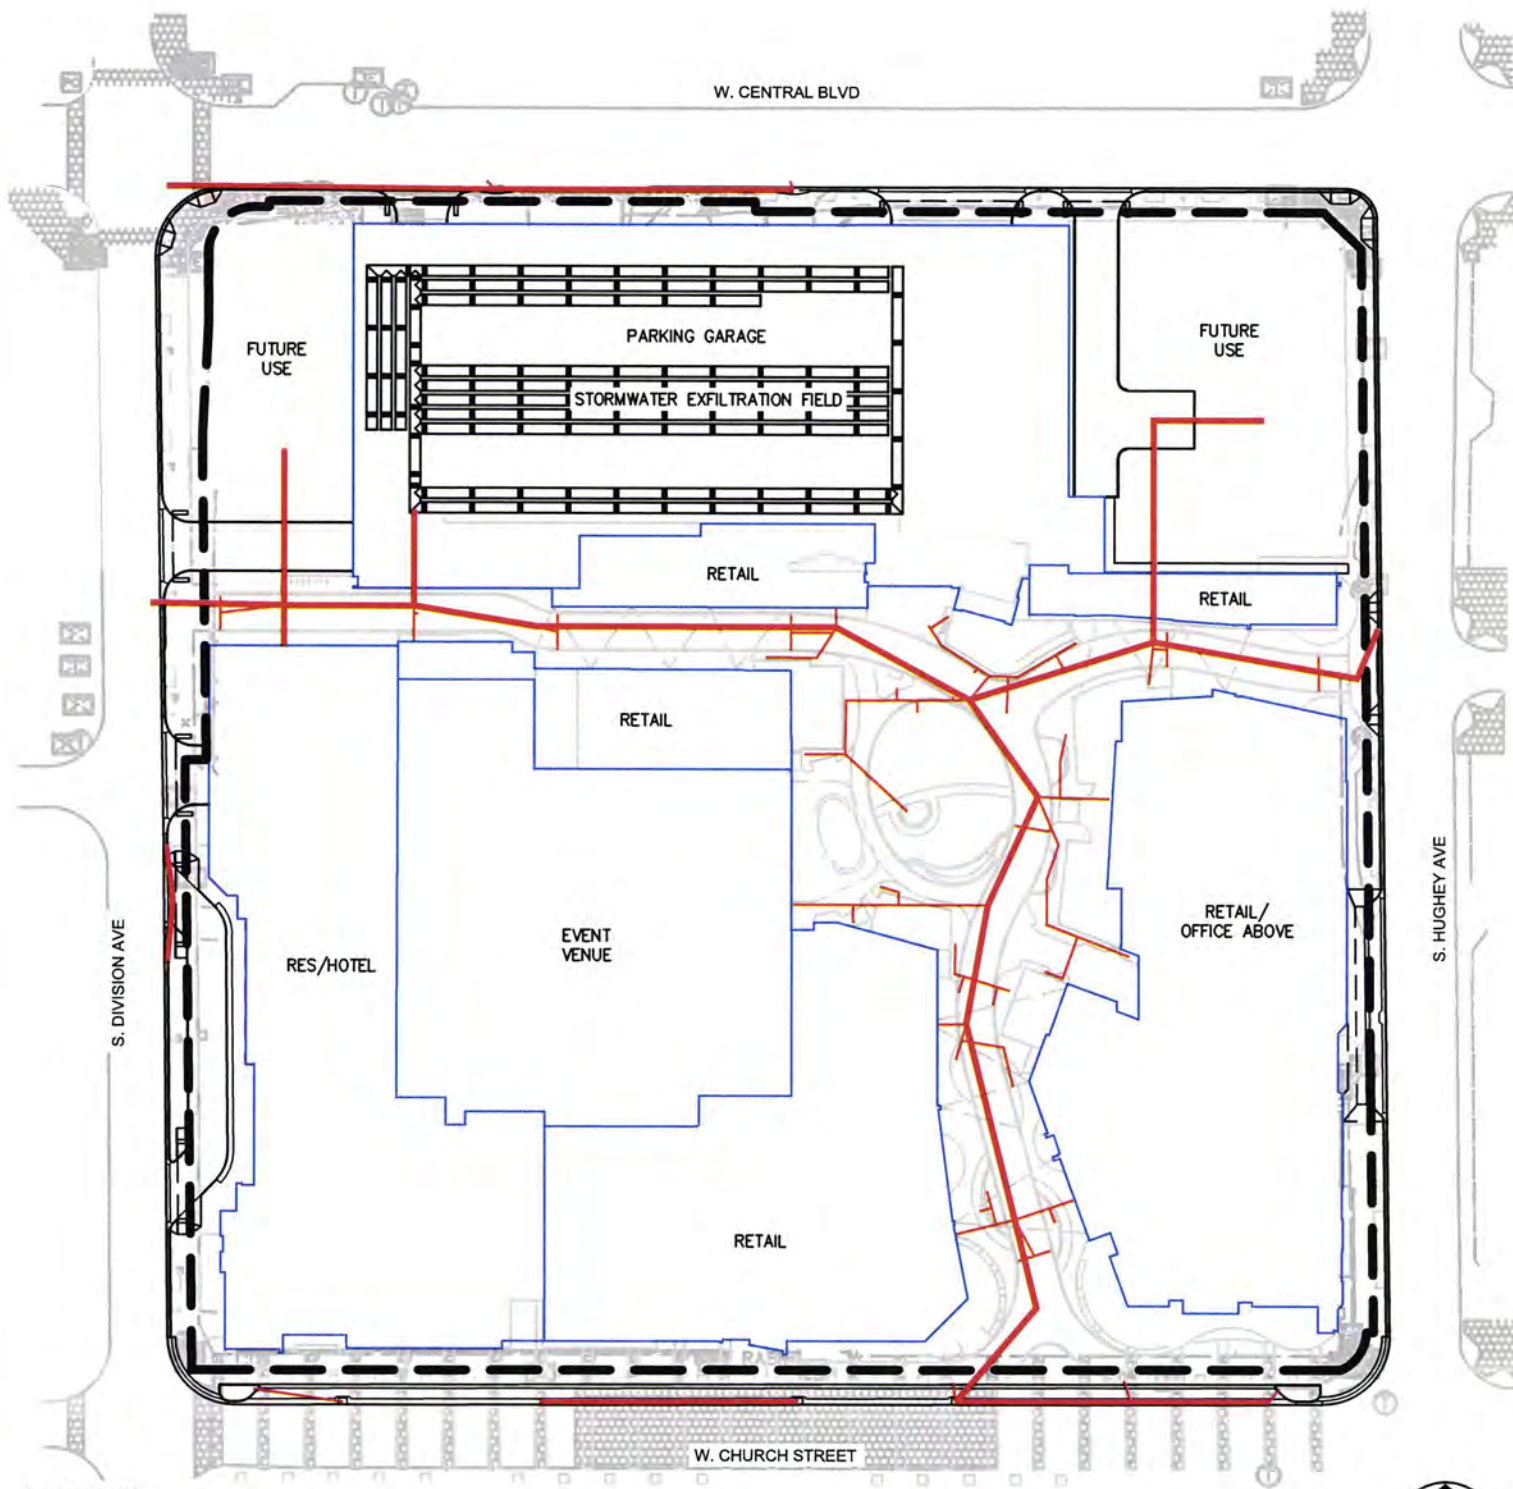 W. CENTRAL BLVD
FUTURE
USE
PARKING GARAGE
FUTURE
USE
STORMWATER EXFILTRATION FIELD
RETAIL
RETAIL
RETAIL
S. DIVISION AVE
RES/HOTEL
EVENT
VENUE
RETAIL/
OFFICE ABOVE
S. HUGHEY AVE
RETAIL
W. CHURCH STREET